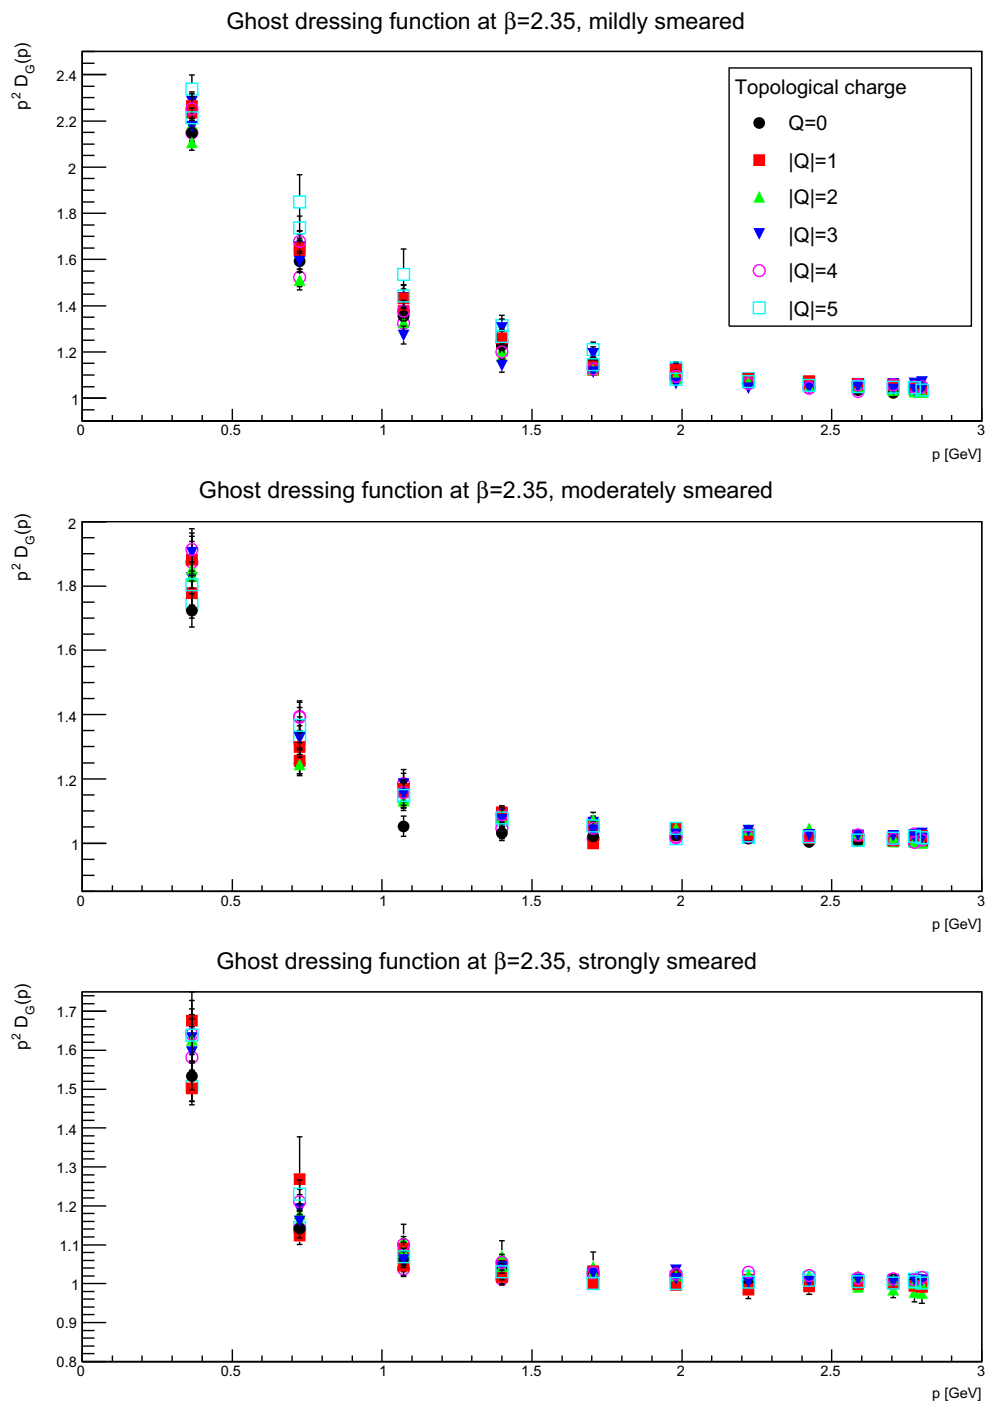 Ghost dressing function at β=2.35, mildly smeared
p² D_G(p)
2.4
2.2
2
1.8
1.6
1.4
1.2
1
0 0.5 1 1.5 2 2.5 3
p [GeV]
Topological charge
Q=0
|Q|=1
|Q|=2
|Q|=3
|Q|=4
|Q|=5
Ghost dressing function at β=2.35, moderately smeared
p² D_G(p)
2
1.8
1.6
1.4
1.2
1
0 0.5 1 1.5 2 2.5 3
p [GeV]
Ghost dressing function at β=2.35, strongly smeared
p² D_G(p)
1.7
1.6
1.5
1.4
1.3
1.2
1.1
1
0.9
0.8
0 0.5 1 1.5 2 2.5 3
p [GeV]